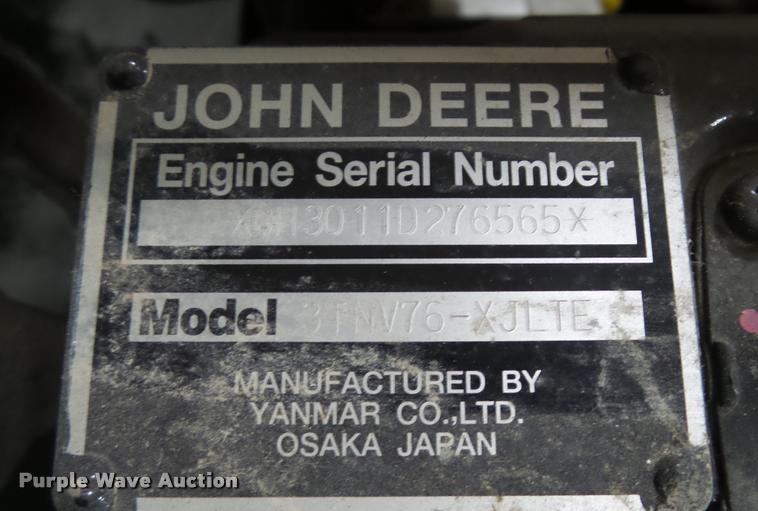 JOHN DEERE
Engine Serial Number
*CH3011D276565*
Model 3TNV76-XJLTE
MANUFACTURED BY
YANMAR CO.,LTD.
OSAKA JAPAN
Purple Wave Auction